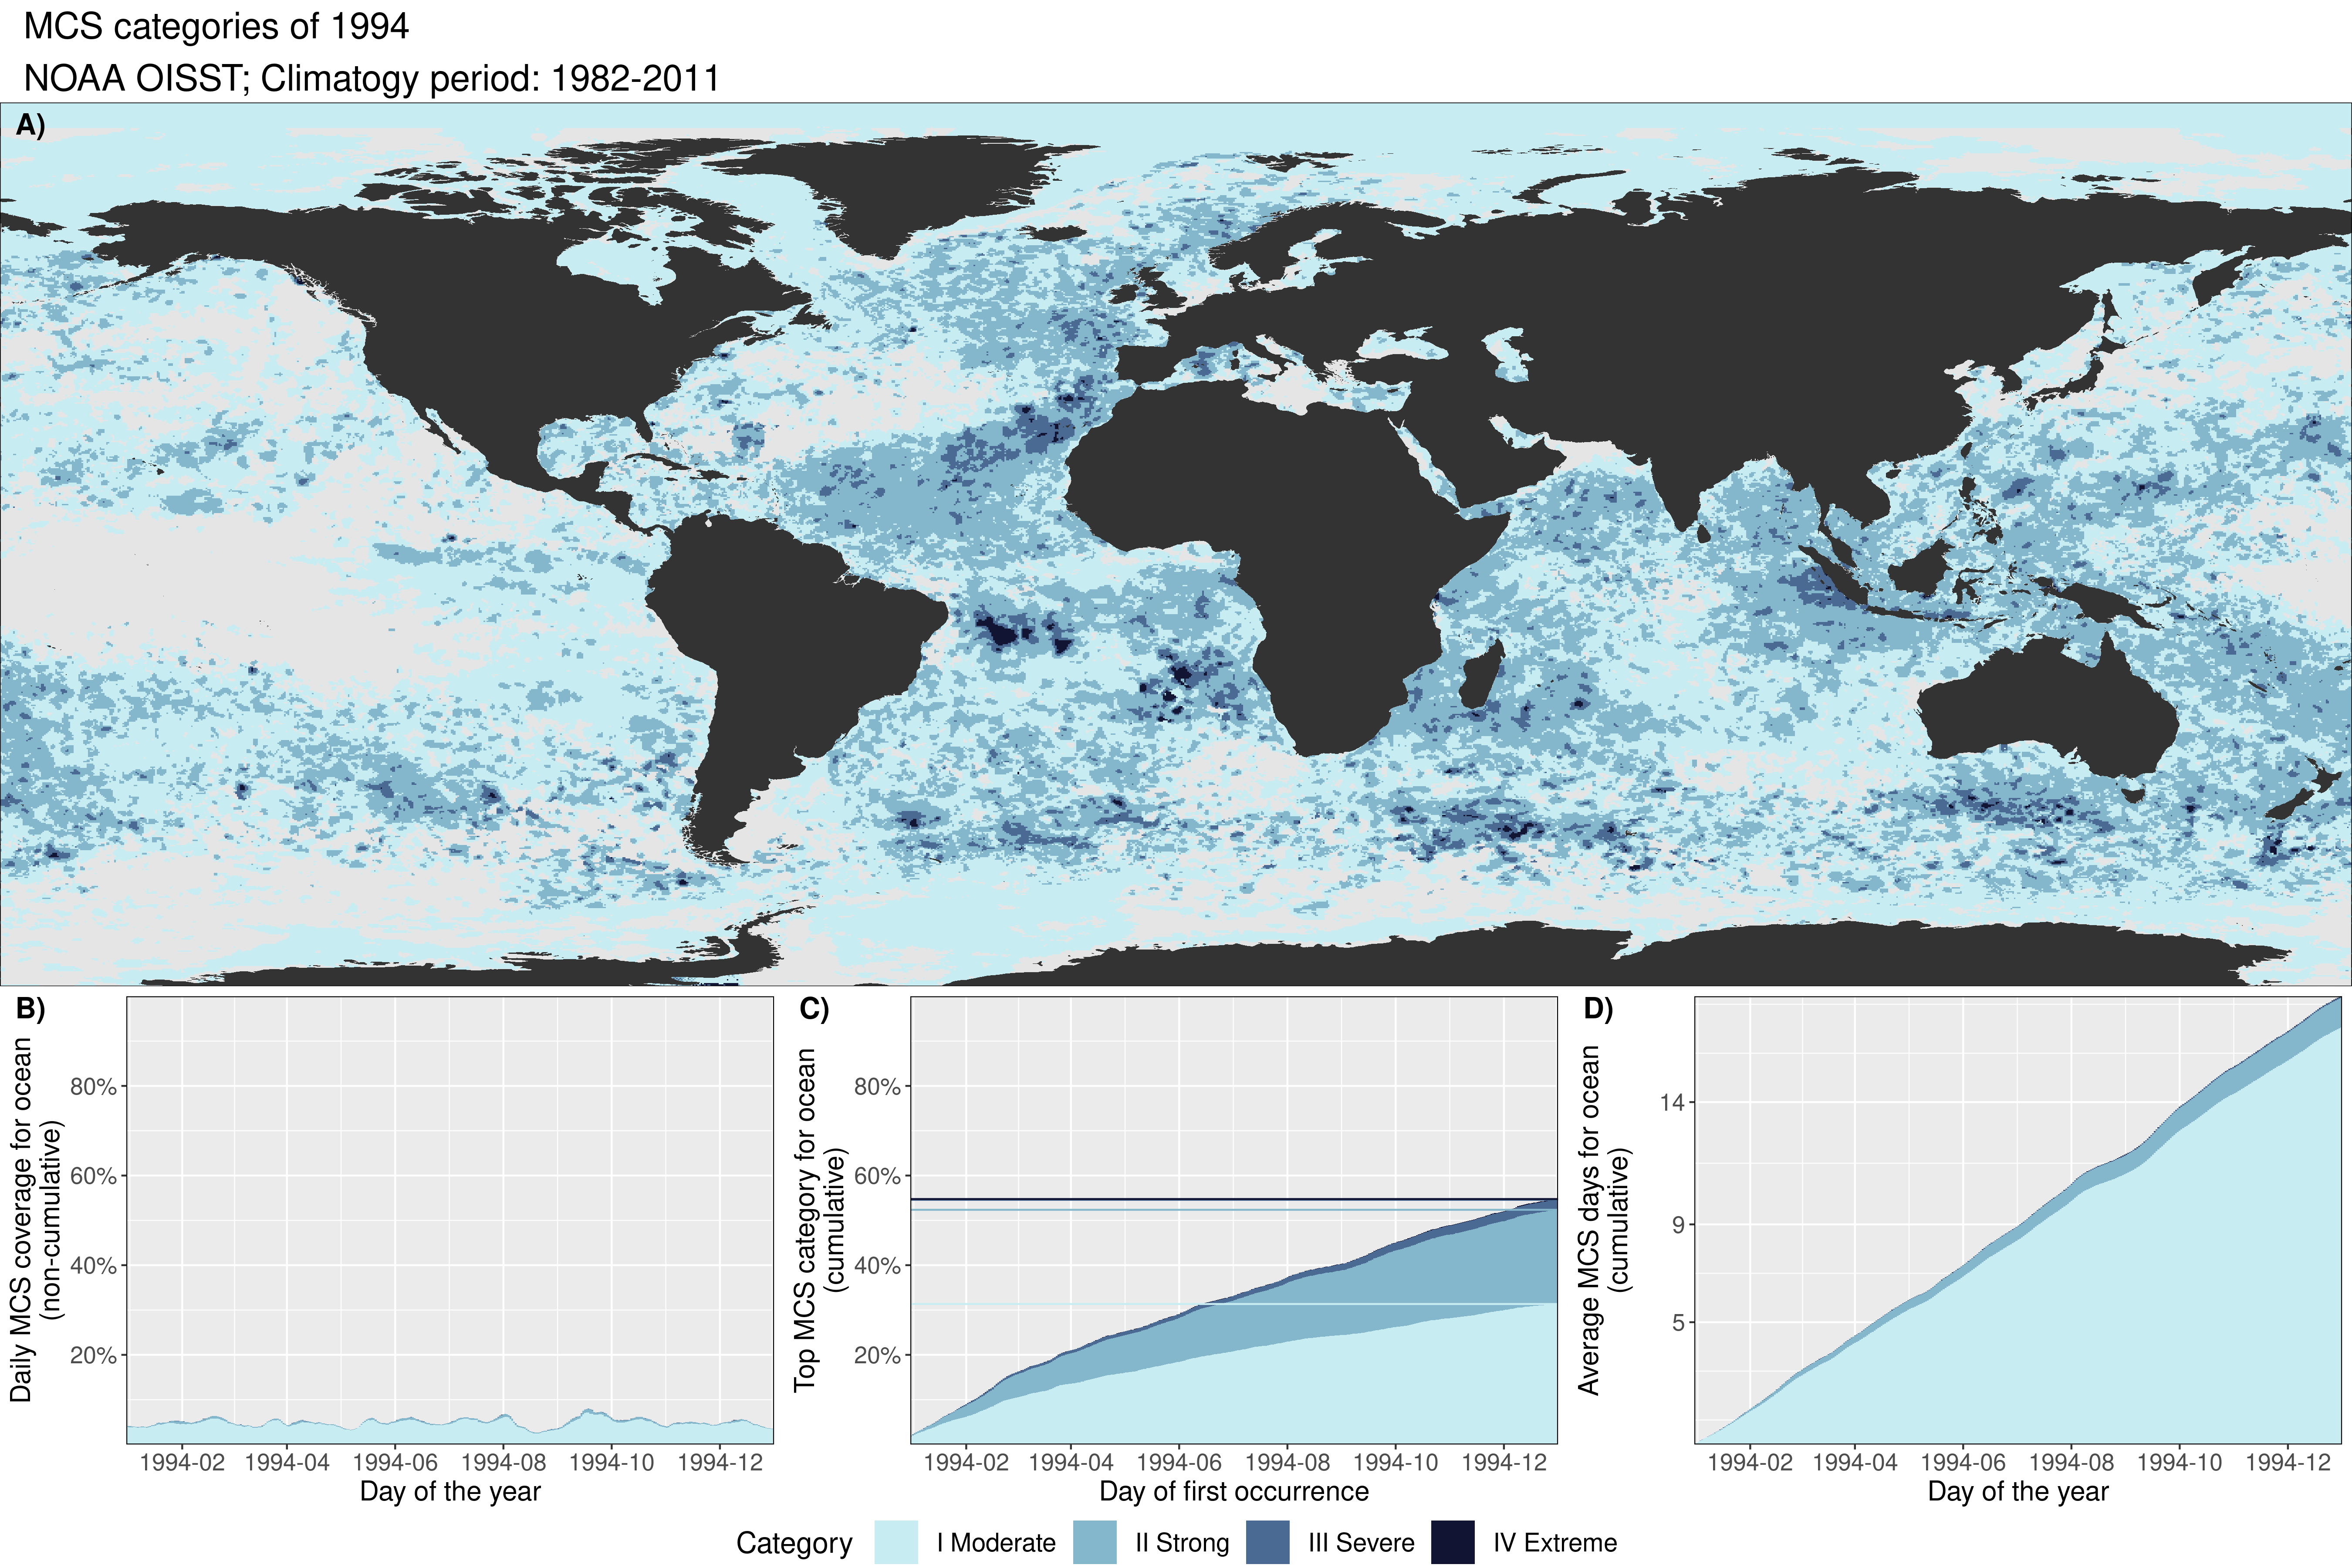 MCS categories of 1994
NOAA OISST; Climatogy period: 1982-2011
A)
B)
Daily MCS coverage for ocean
(non-cumulative)
80%
60%
40%
20%
1994-02 1994-04 1994-06 1994-08 1994-10 1994-12
Day of the year
C)
Top MCS category for ocean
(cumulative)
80%
60%
40%
20%
1994-02 1994-04 1994-06 1994-08 1994-10 1994-12
Day of first occurrence
D)
Average MCS days for ocean
(cumulative)
14
9
5
1994-02 1994-04 1994-06 1994-08 1994-10 1994-12
Day of the year
Category I Moderate II Strong III Severe IV Extreme